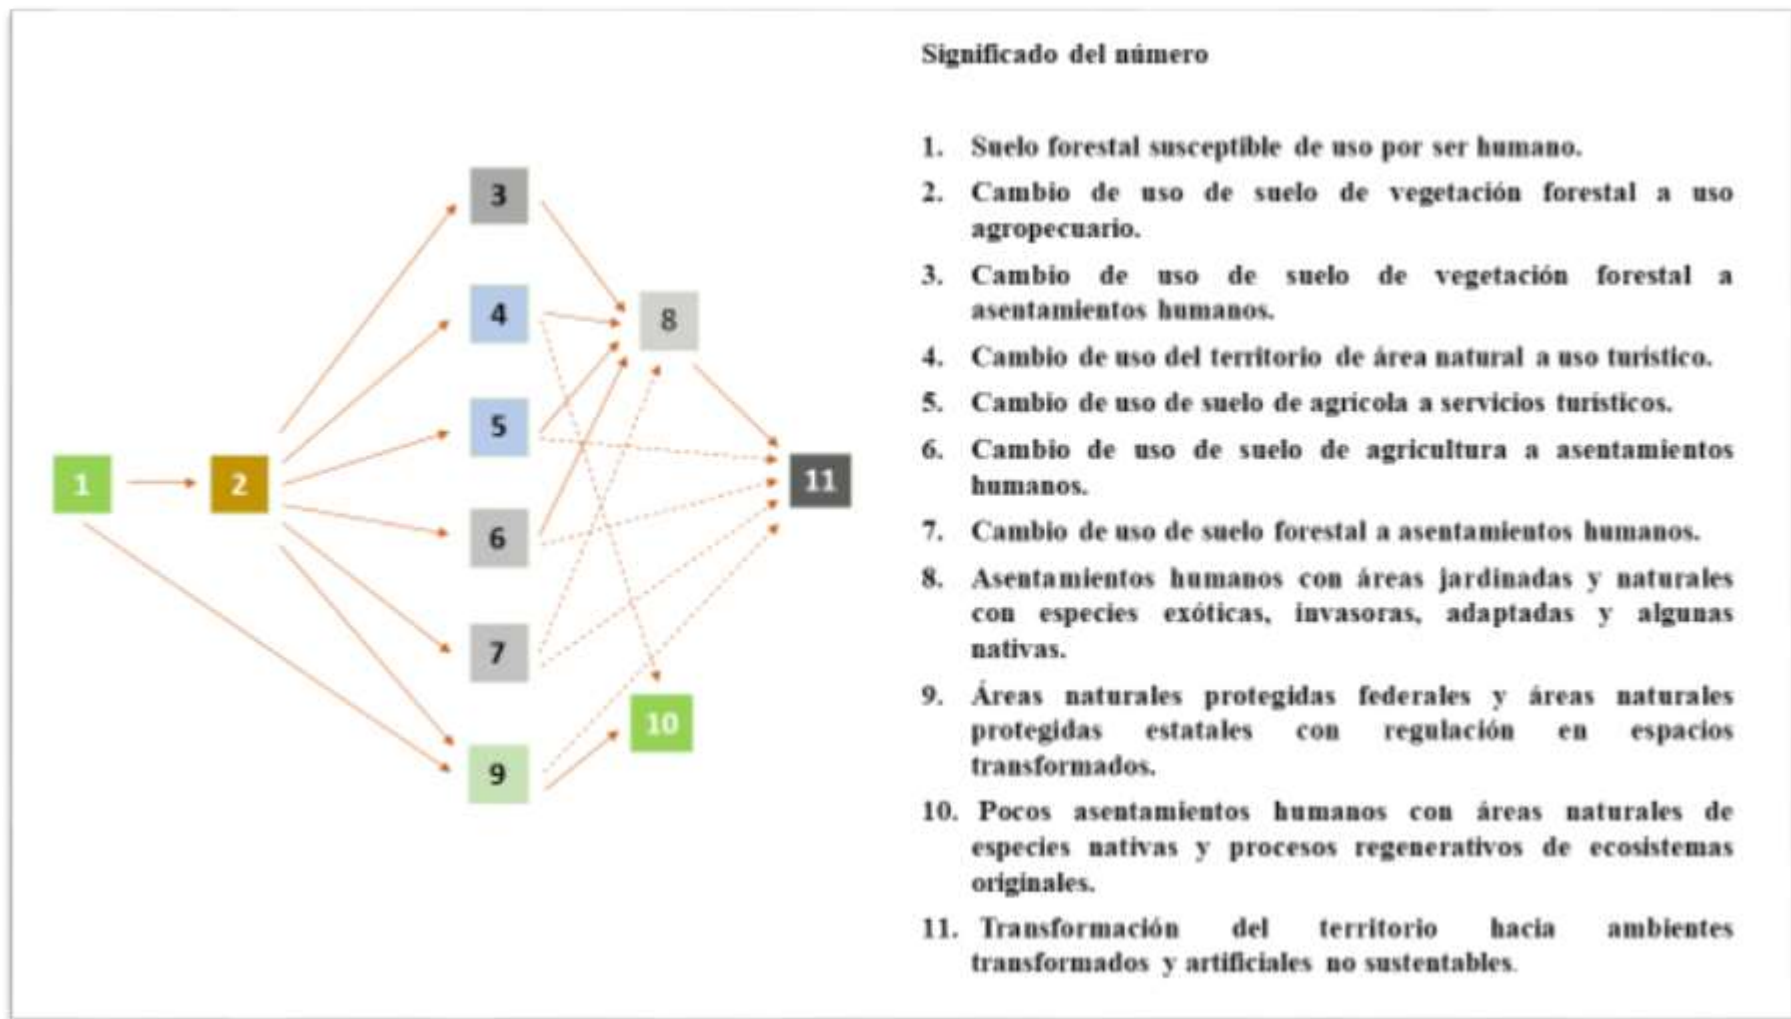 Significado del número
3
4
8
5
1
2
11
6
7
10
9
1. Suelo forestal susceptible de uso por ser humano.
2. Cambio de uso de suelo de vegetación forestal a uso
agropecuario.
3. Cambio de uso de suelo de vegetación forestal a
asentamientos humanos.
4. Cambio de uso del territorio de área natural a uso turístico.
5. Cambio de uso de suelo de agrícola a servicios turísticos.
6. Cambio de uso de suelo de agricultura a asentamientos
humanos.
7. Cambio de uso de suelo forestal a asentamientos humanos.
8. Asentamientos humanos con áreas jardinadas y naturales
con especies exóticas, invasoras, adaptadas y algunas
nativas.
9. Áreas naturales protegidas federales y áreas naturales
protegidas estatales con regulación en espacios
transformados.
10. Pocos asentamientos humanos con áreas naturales de
especies nativas y procesos regenerativos de ecosistemas
originales.
11. Transformación del territorio hacia ambientes
transformados y artificiales no sustentables.